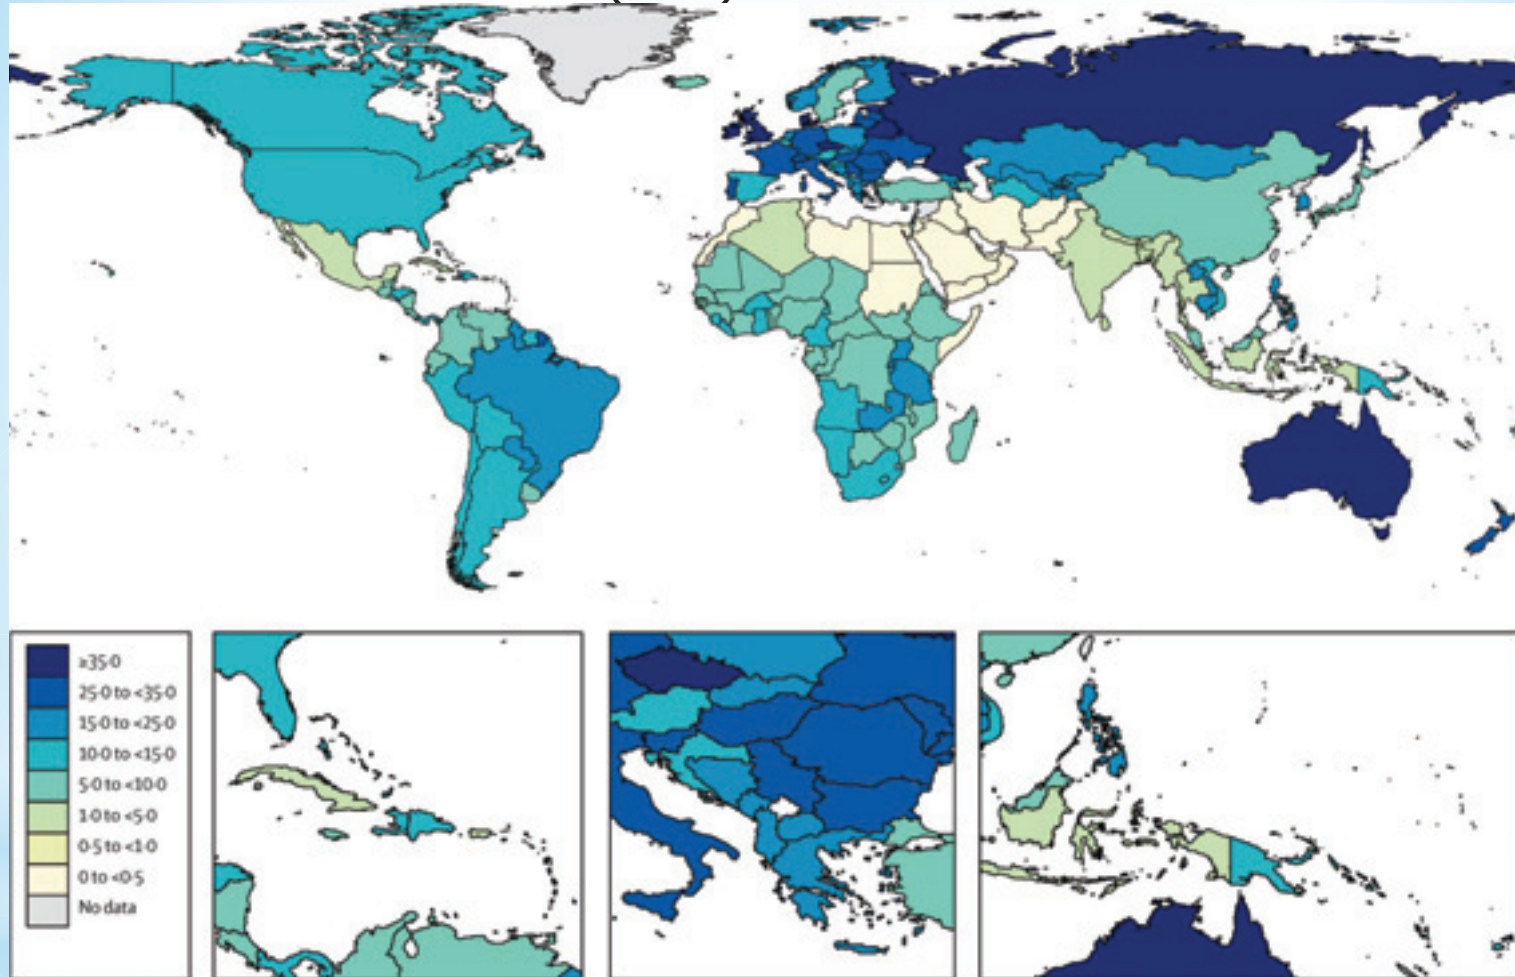 ≥35·0
25·0 to <35·0
15·0 to <25·0
10·0 to <15·0
5·0 to <10·0
1·0 to <5·0
0·5 to <1·0
0 to <0·5
No data